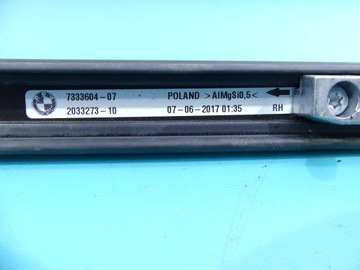 7333604-07 POLAND >AlMgSi0,5<
2033273-10 07-06-2017 01:35 RH